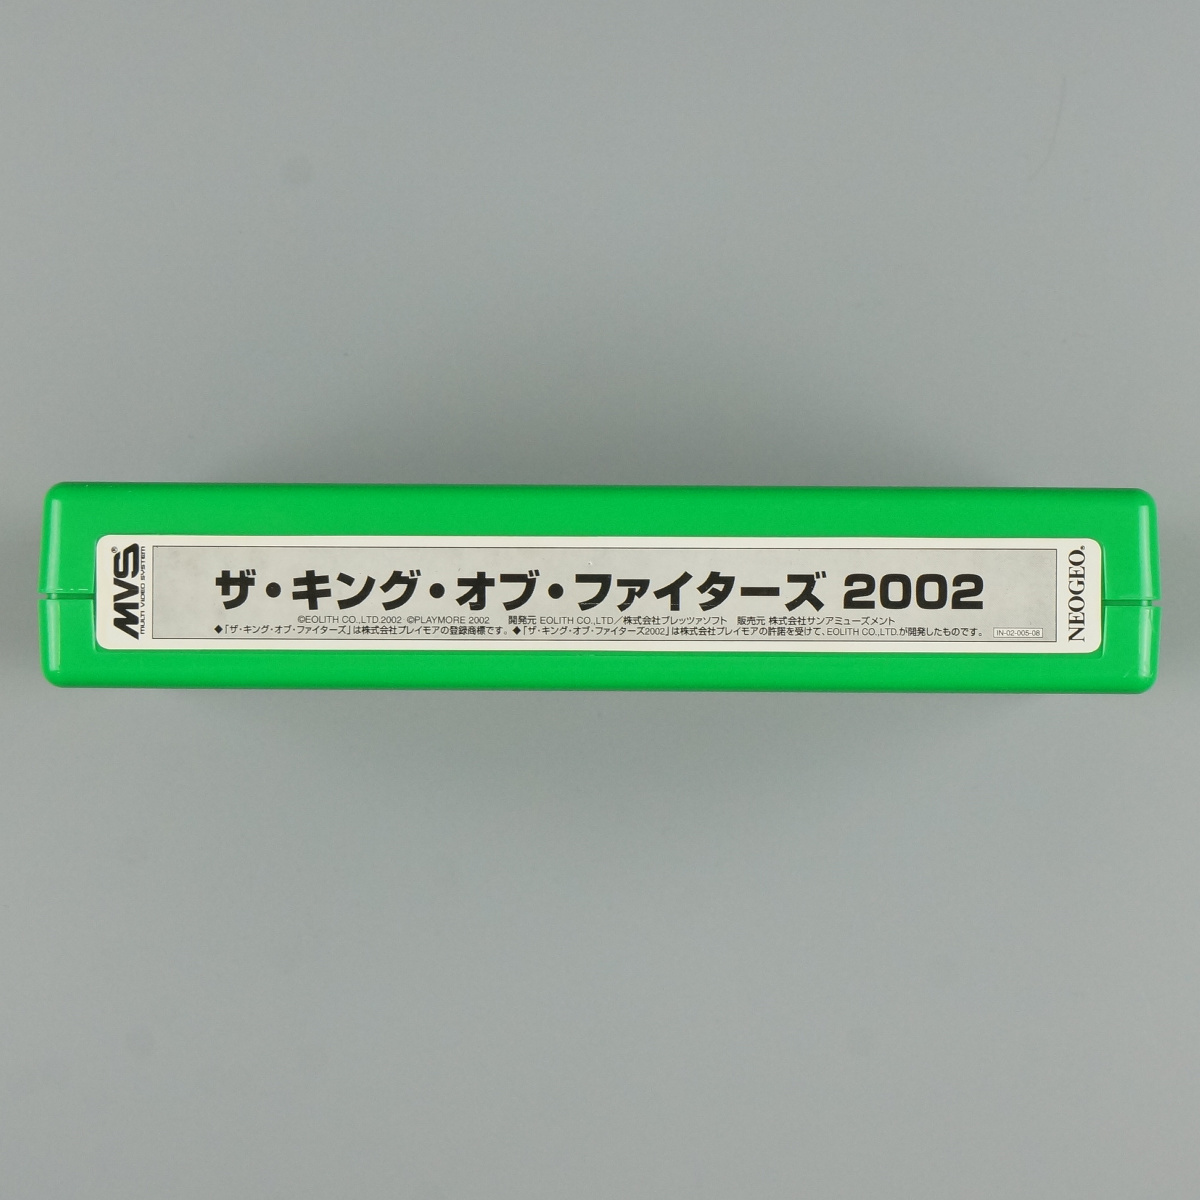 MVS®
MULTI VIDEO SYSTEM
ザ・キング・オブ・ファイターズ 2002
©EOLITH CO.,LTD.2002 ©PLAYMORE 2002 開発元 EOLITH CO.,LTD／株式会社ブレッツァソフト 販売元 株式会社サンアミューズメント
◆「ザ・キング・オブ・ファイターズ」は株式会社プレイモアの登録商標です。◆「ザ・キング・オブ・ファイターズ2002」は株式会社プレイモアの許諾を受けて、EOLITH CO.,LTD.が開発したものです。
IN-02-005-08
NEOGEO®